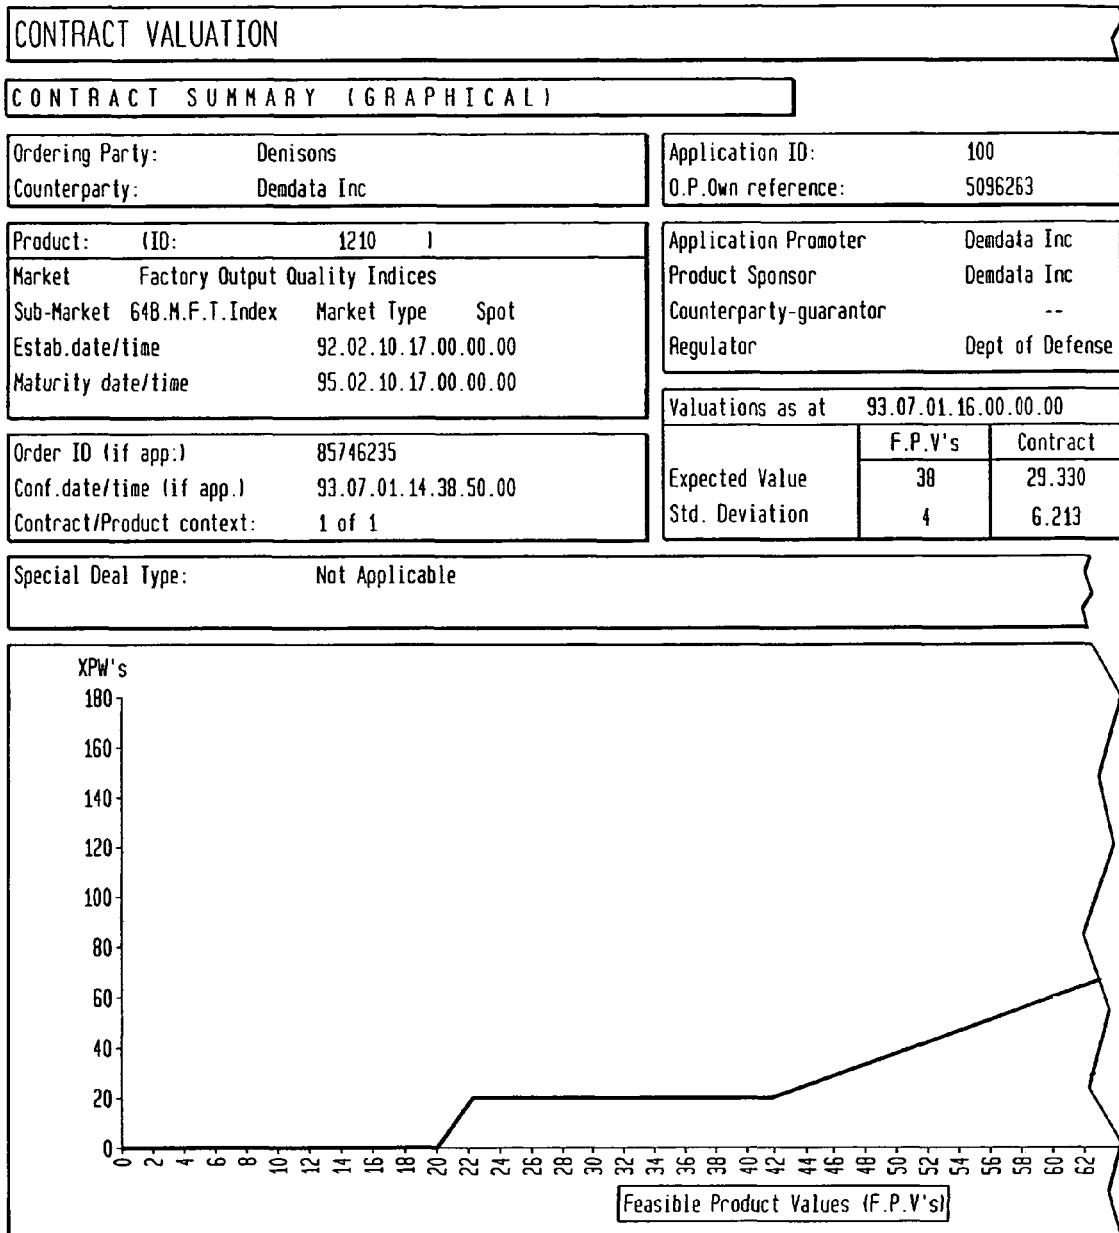 CONTRACT VALUATION
CONTRACT SUMMARY (GRAPHICAL)
Ordering Party: Denisons
Counterparty: Demdata Inc
Application ID: 100
O.P.Own reference: 5096263
Product: (ID: 1210 )
Market Factory Output Quality Indices
Sub-Market 64B.M.F.T.Index Market Type Spot
Estab.date/time 92.02.10.17.00.00.00
Maturity date/time 95.02.10.17.00.00.00
Application Promoter Demdata Inc
Product Sponsor Demdata Inc
Counterparty-guarantor --
Regulator Dept of Defense
Order ID (if app:) 85746235
Conf.date/time (if app.) 93.07.01.14.38.50.00
Contract/Product context: 1 of 1
Valuations as at 93.07.01.16.00.00.00
F.P.V's Contract
Expected Value 38 29.330
Std. Deviation 4 6.213
Special Deal Type: Not Applicable
XPW's
180
160
140
120
100
80
60
40
20
0
0 2 4 6 8 10 12 14 16 18 20 22 24 26 28 30 32 34 36 38 40 42 44 46 48 50 52 54 56 58 60 62
Feasible Product Values (F.P.V's)